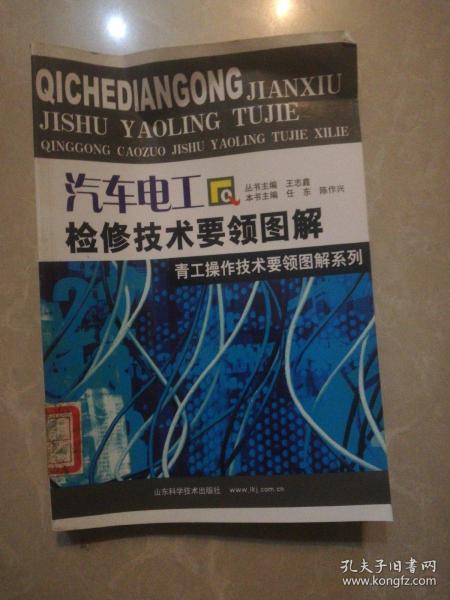 QICHEDIANGONG JIANXIU
JISHU YAOLING TUJIE
QINGGONG CAOZUO JISHU YAOLING TUJIE XILIE
汽车电工
丛书主编 王志鑫
本书主编 任 东 陈作兴
检修技术要领图解
青工操作技术要领图解系列
山东科学技术出版社 www.lkj.com.cn
孔夫子旧书网
www.kongfz.com